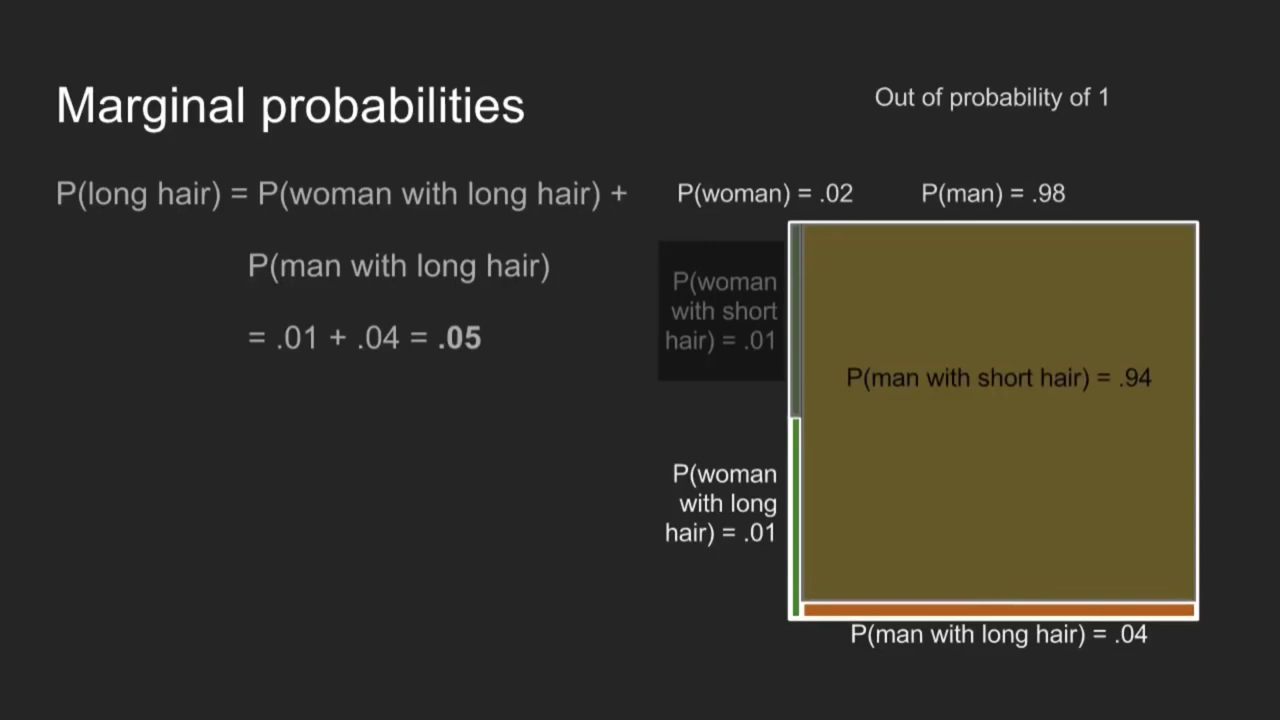 Marginal probabilities
Out of probability of 1
P(long hair) = P(woman with long hair) +
P(man with long hair)
= .01 + .04 = .05
P(woman) = .02
P(man) = .98
P(woman
with short
hair) = .01
P(man with short hair) = .94
P(woman
with long
hair) = .01
P(man with long hair) = .04